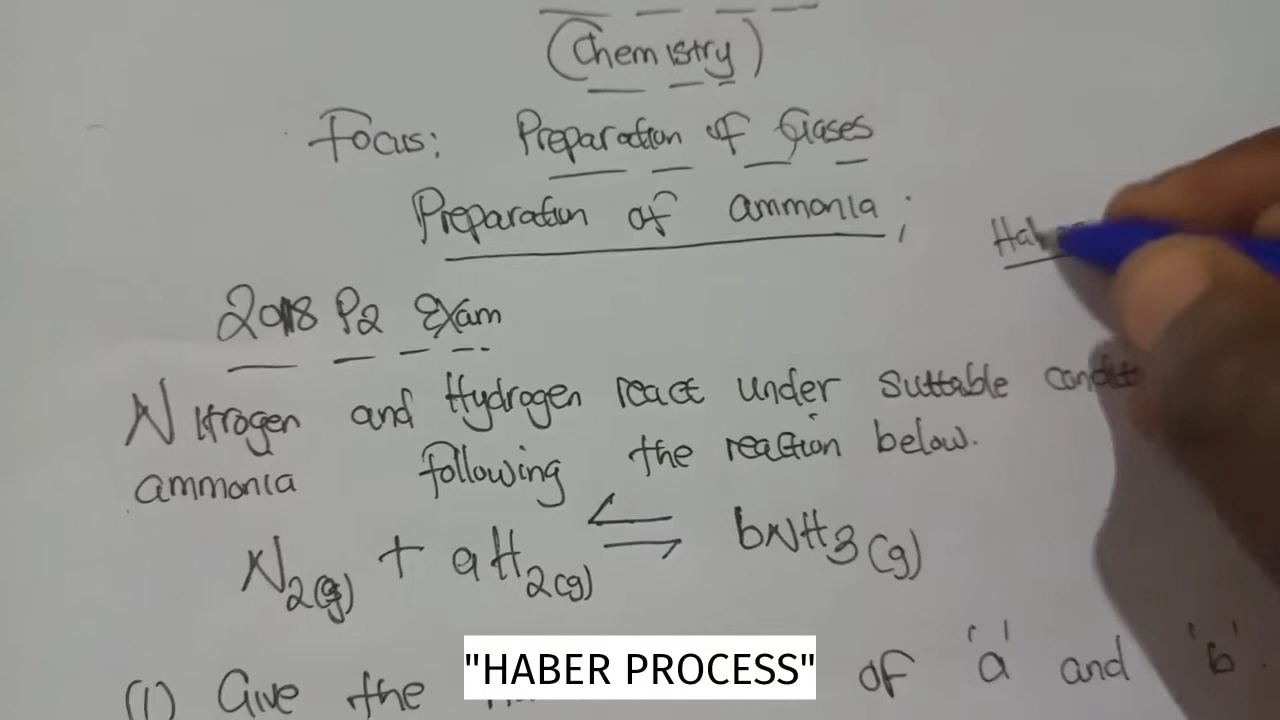 (Chemistry)
Focus: Preparation of Gases
Preparation of ammonia;
2018 P2 Exam
Nitrogen and Hydrogen react under suitable
ammonia following the reaction below.
N2(g) + aH2(g) ⇌ bNH3(g)
(1) Give the of 'a' and 'b'.
"HABER PROCESS"